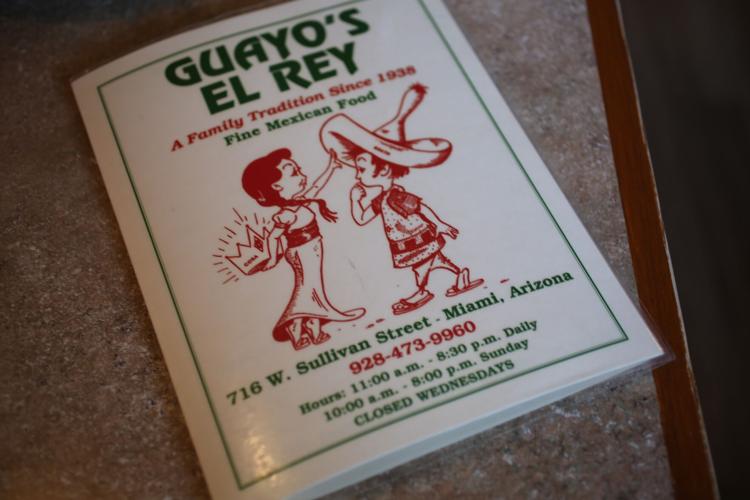 GUAYO'S
EL REY
A Family Tradition Since 1938
Fine Mexican Food
716 W. Sullivan Street - Miami, Arizona
928-473-9960
Hours: 11:00 a.m. - 8:30 p.m. Daily
10:00 a.m. - 8:00 p.m. Sunday
CLOSED WEDNESDAYS